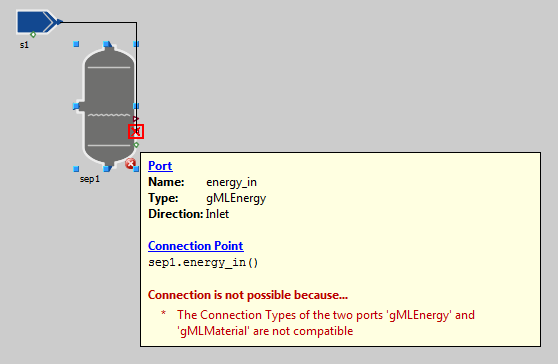 s1
sep1
Port
Name: energy_in
Type: gMLEnergy
Direction: Inlet
Connection Point
sep1.energy_in()
Connection is not possible because...
* The Connection Types of the two ports 'gMLEnergy' and
'gMLMaterial' are not compatible